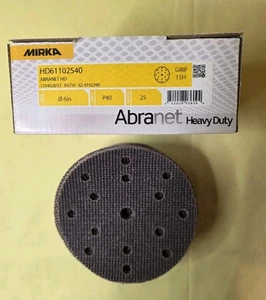 MIRKA
HD61102540
ABRANET HD
GRIP
15H
Ø 6in
P40
25
Abranet Heavy Duty